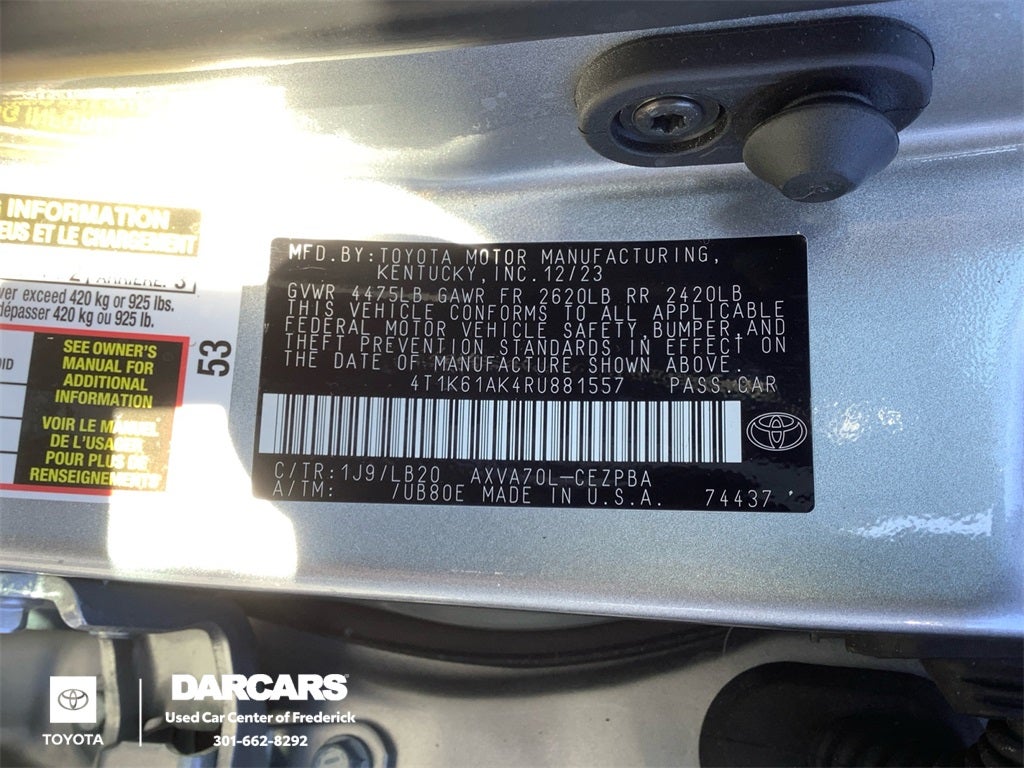 INFORMATION
ET LE CHARGEMENT
2 ARRIÈRE: 3
exceed 420 kg or 925 lbs.
dépasser 420 kg ou 925 lb.
SEE OWNER'S
MANUAL FOR
ADDITIONAL
INFORMATION
VOIR LE MANUEL
DE L'USAGER
POUR PLUS DE
RENSEIGNEMENTS
53
MFD.BY:TOYOTA MOTOR MANUFACTURING,
KENTUCKY,INC.12/23
GVWR 4475LB GAWR FR 2620LB RR 2420LB
THIS VEHICLE CONFORMS TO ALL APPLICABLE
FEDERAL MOTOR VEHICLE SAFETY,BUMPER,AND
THEFT PREVENTION STANDARDS IN EFFECT ON
THE DATE OF MANUFACTURE SHOWN ABOVE.
4T1K61AK4RU881557 PASS.CAR
C/TR:1J9/LB20 AXVA70L-CEZPBA
A/TM: /UB80E MADE IN U.S.A. 74437
TOYOTA
DARCARS
Used Car Center of Frederick
301-662-8292